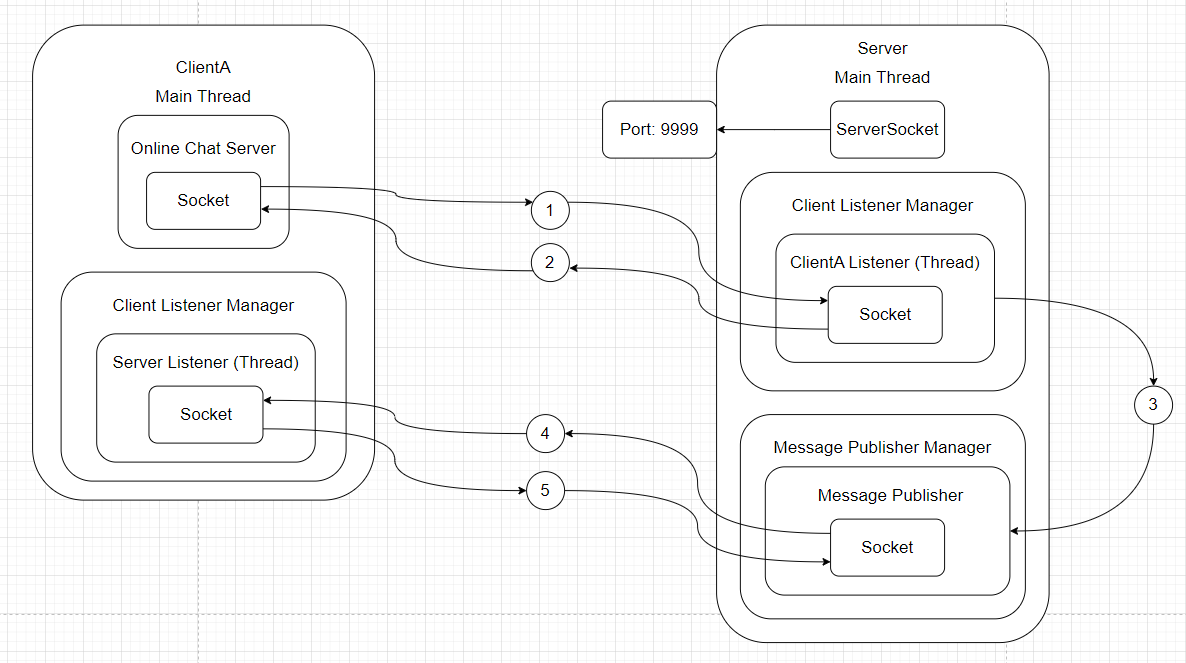 ClientA
Main Thread
Online Chat Server
Socket
Client Listener Manager
Server Listener (Thread)
Socket
1
2
4
5
Server
Main Thread
Port: 9999
ServerSocket
Client Listener Manager
ClientA Listener (Thread)
Socket
3
Message Publisher Manager
Message Publisher
Socket